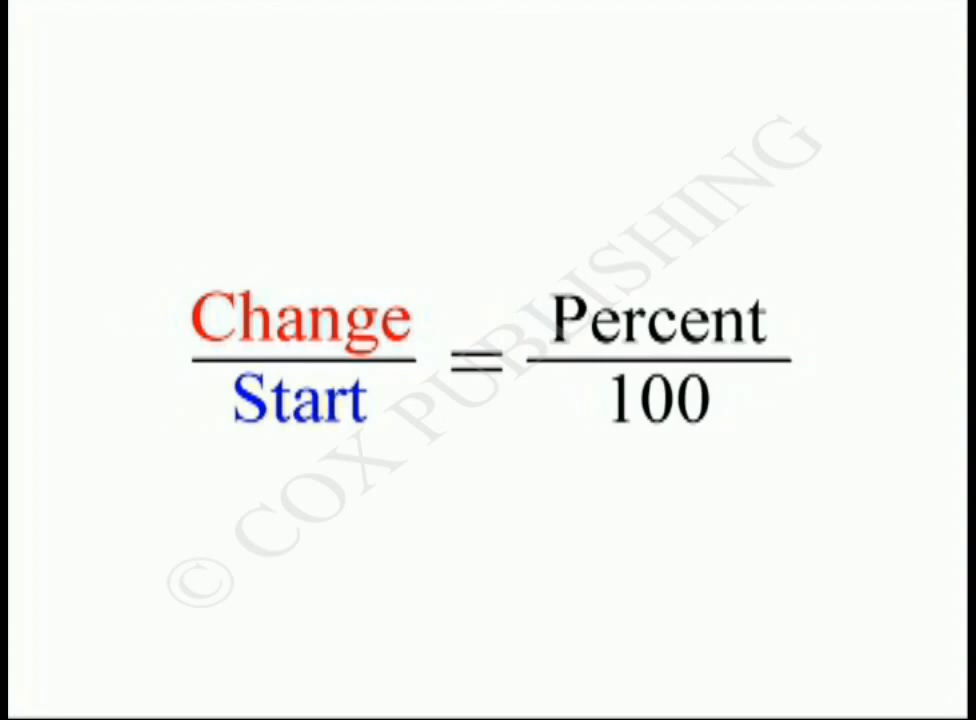 Change
Start
=
Percent
100
© COX PUBLISHING